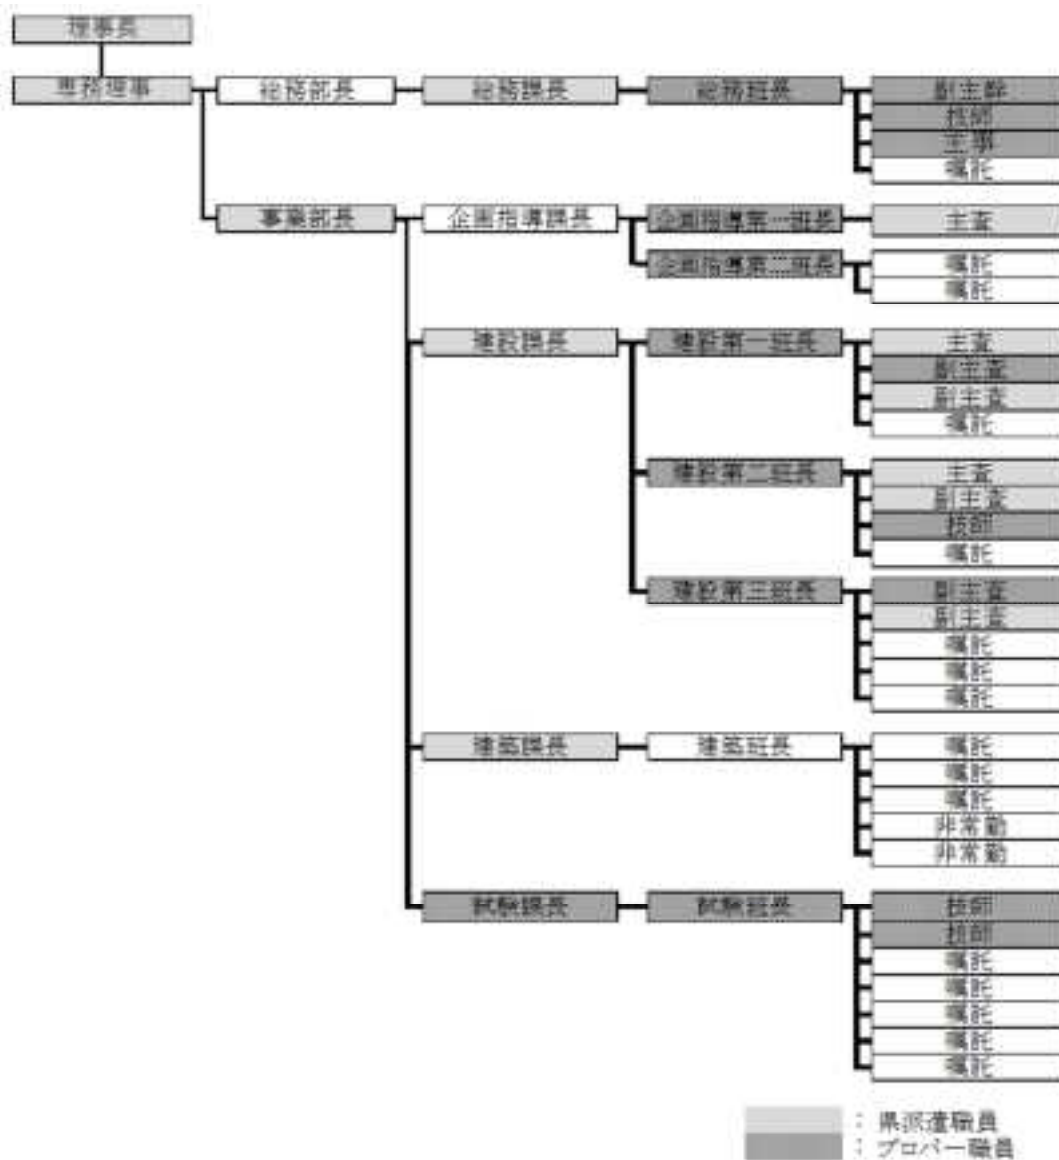 理事長
専務理事 総務部長 総務課長 総務班長 副主幹
技師
主事
嘱託
事業部長 企画指導課長 企画指導第一班長 主査
企画指導第二班長 嘱託
嘱託
建設課長 建設第一班長 主査
副主査
副主査
嘱託
建設第二班長 主査
副主査
技師
嘱託
建設第三班長 副主査
副主査
嘱託
嘱託
嘱託
建築課長 建築班長 嘱託
嘱託
嘱託
非常勤
非常勤
試験課長 試験班長 技師
技師
嘱託
嘱託
嘱託
嘱託
嘱託
：県派遣職員
：プロパー職員